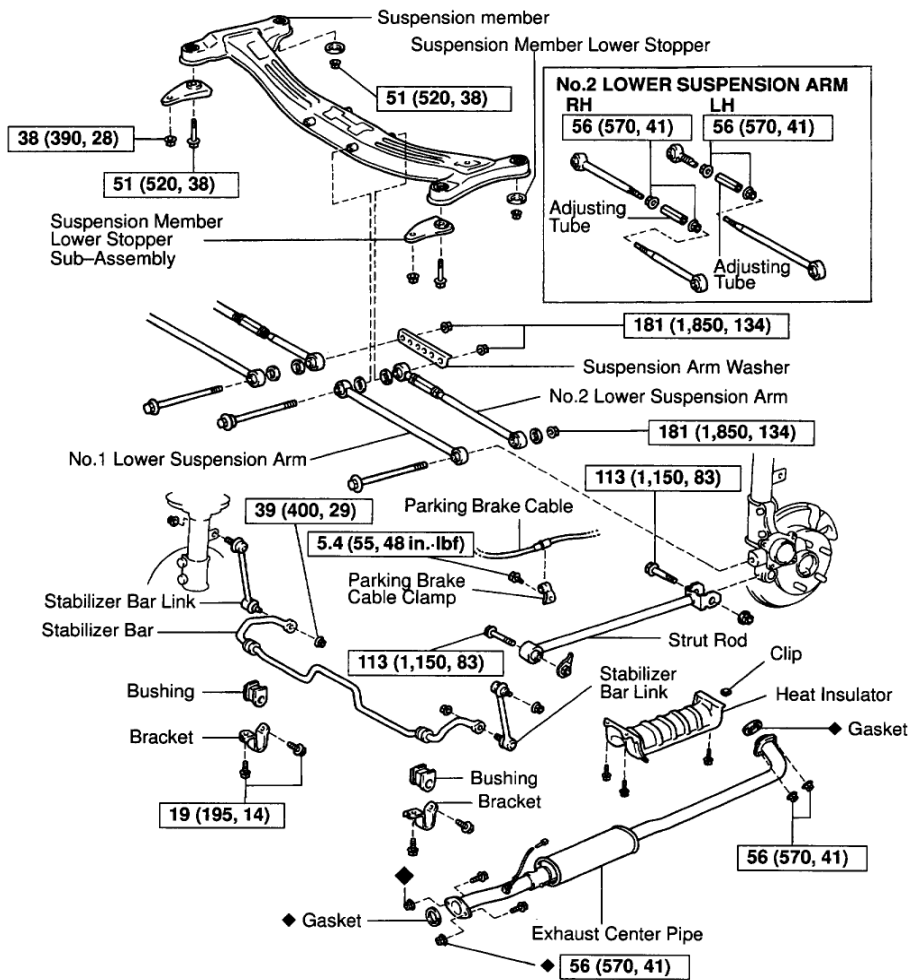 Suspension member
Suspension Member Lower Stopper
51 (520, 38)
38 (390, 28)
51 (520, 38)
Suspension Member
Lower Stopper
Sub–Assembly
No.2 LOWER SUSPENSION ARM
RH
LH
56 (570, 41)
56 (570, 41)
Adjusting
Tube
Adjusting
Tube
181 (1,850, 134)
Suspension Arm Washer
No.2 Lower Suspension Arm
181 (1,850, 134)
No.1 Lower Suspension Arm
113 (1,150, 83)
39 (400, 29)
Parking Brake Cable
5.4 (55, 48 in.·lbf)
Parking Brake
Cable Clamp
Stabilizer Bar Link
Stabilizer Bar
Strut Rod
113 (1,150, 83)
Clip
Stabilizer
Bar Link
Heat Insulator
◆ Gasket
Bushing
Bracket
Bushing
Bracket
19 (195, 14)
56 (570, 41)
◆
◆ Gasket
Exhaust Center Pipe
◆ 56 (570, 41)